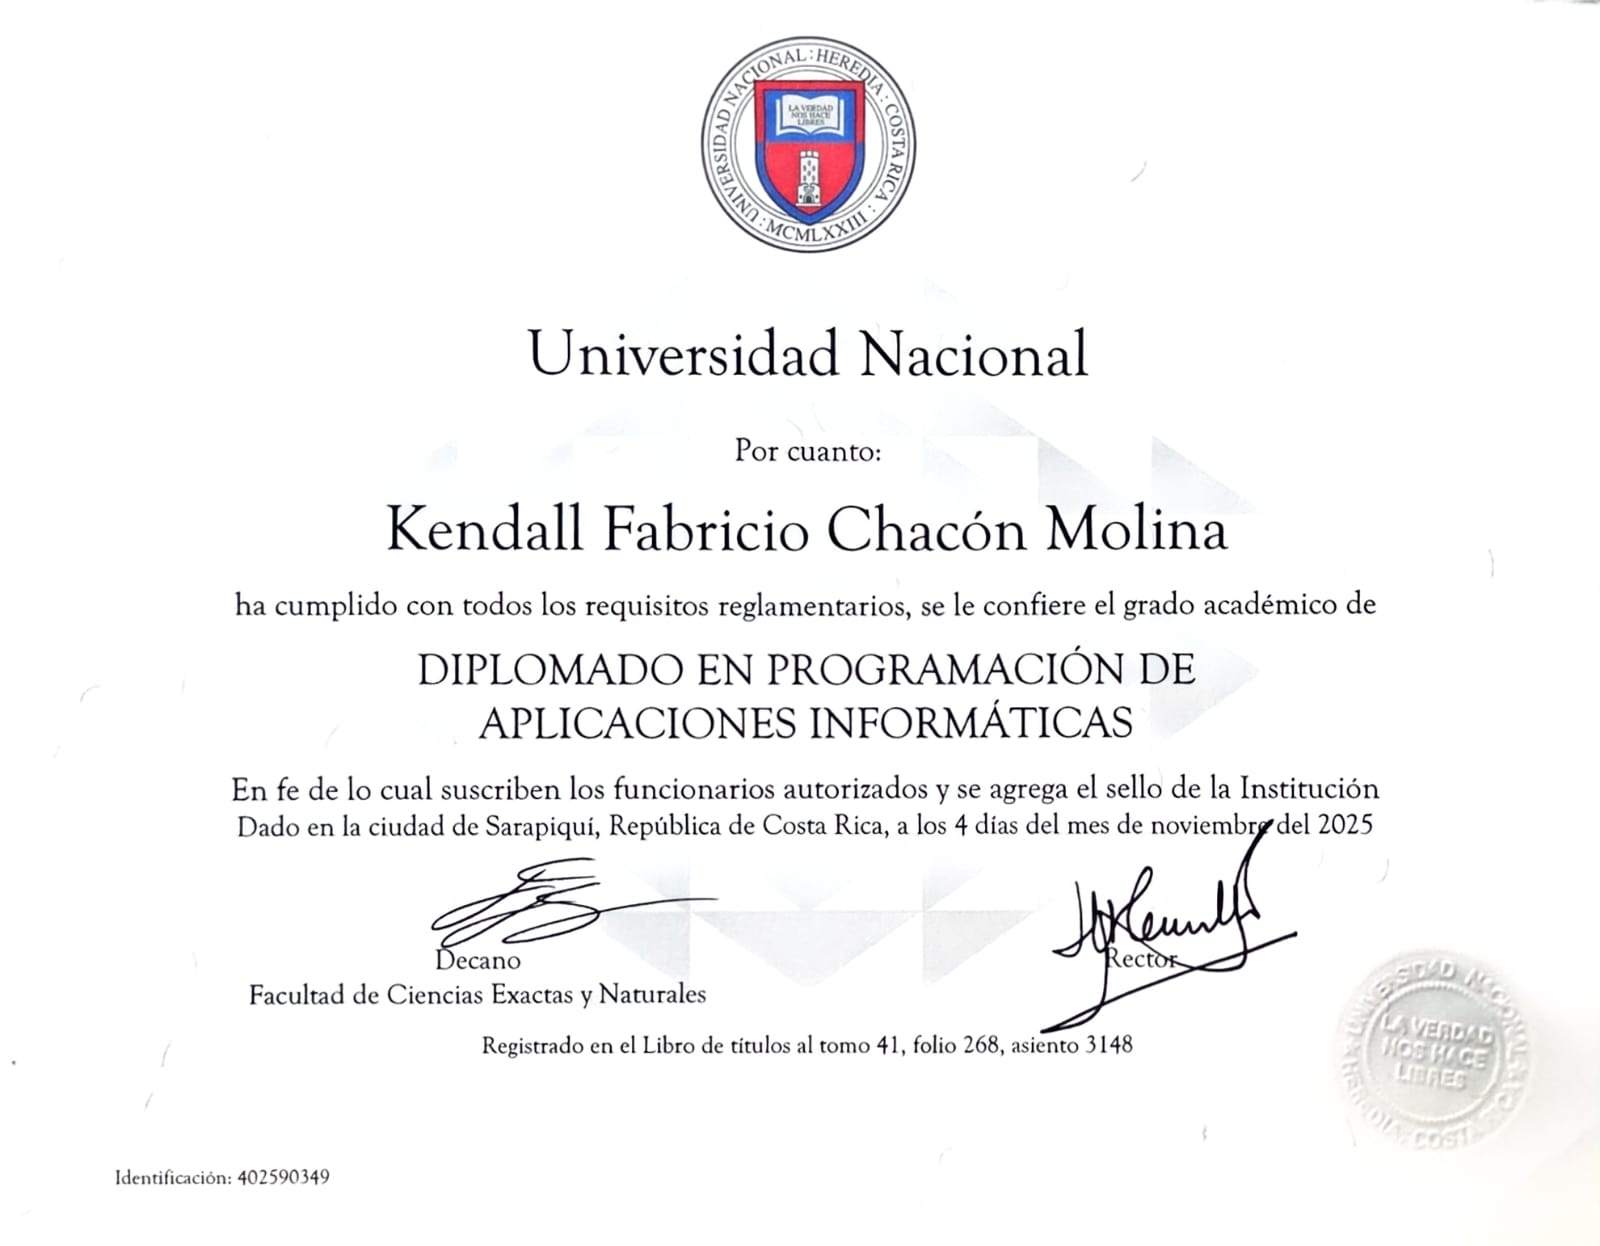 UNIVERSIDAD NACIONAL : HEREDIA : COSTA RICA : MCMLXXIII :
LA VERDAD
NOS HACE
LIBRES
Universidad Nacional
Por cuanto:
Kendall Fabricio Chacón Molina
ha cumplido con todos los requisitos reglamentarios, se le confiere el grado académico de
DIPLOMADO EN PROGRAMACIÓN DE
APLICACIONES INFORMÁTICAS
En fe de lo cual suscriben los funcionarios autorizados y se agrega el sello de la Institución
Dado en la ciudad de Sarapiquí, República de Costa Rica, a los 4 días del mes de noviembre del 2025
Decano
Rector
Facultad de Ciencias Exactas y Naturales
Registrado en el Libro de títulos al tomo 41, folio 268, asiento 3148
UNIVERSIDAD NACIONAL HEREDIA COSTA RICA
LA VERDAD
NOS HACE
LIBRES
Identificación: 402590349